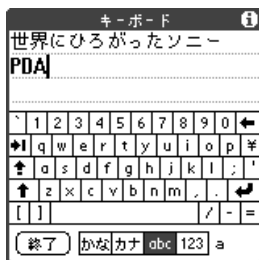 キーボード
世界にひろがったソニー
PDA
` 1 2 3 4 5 6 7 8 9 0 ←
→| q w e r t y u i o p ¥
a s d f g h j k l ; '
z x c v b n m , .
[ ] / - =
終了 かな カナ abc 123 a